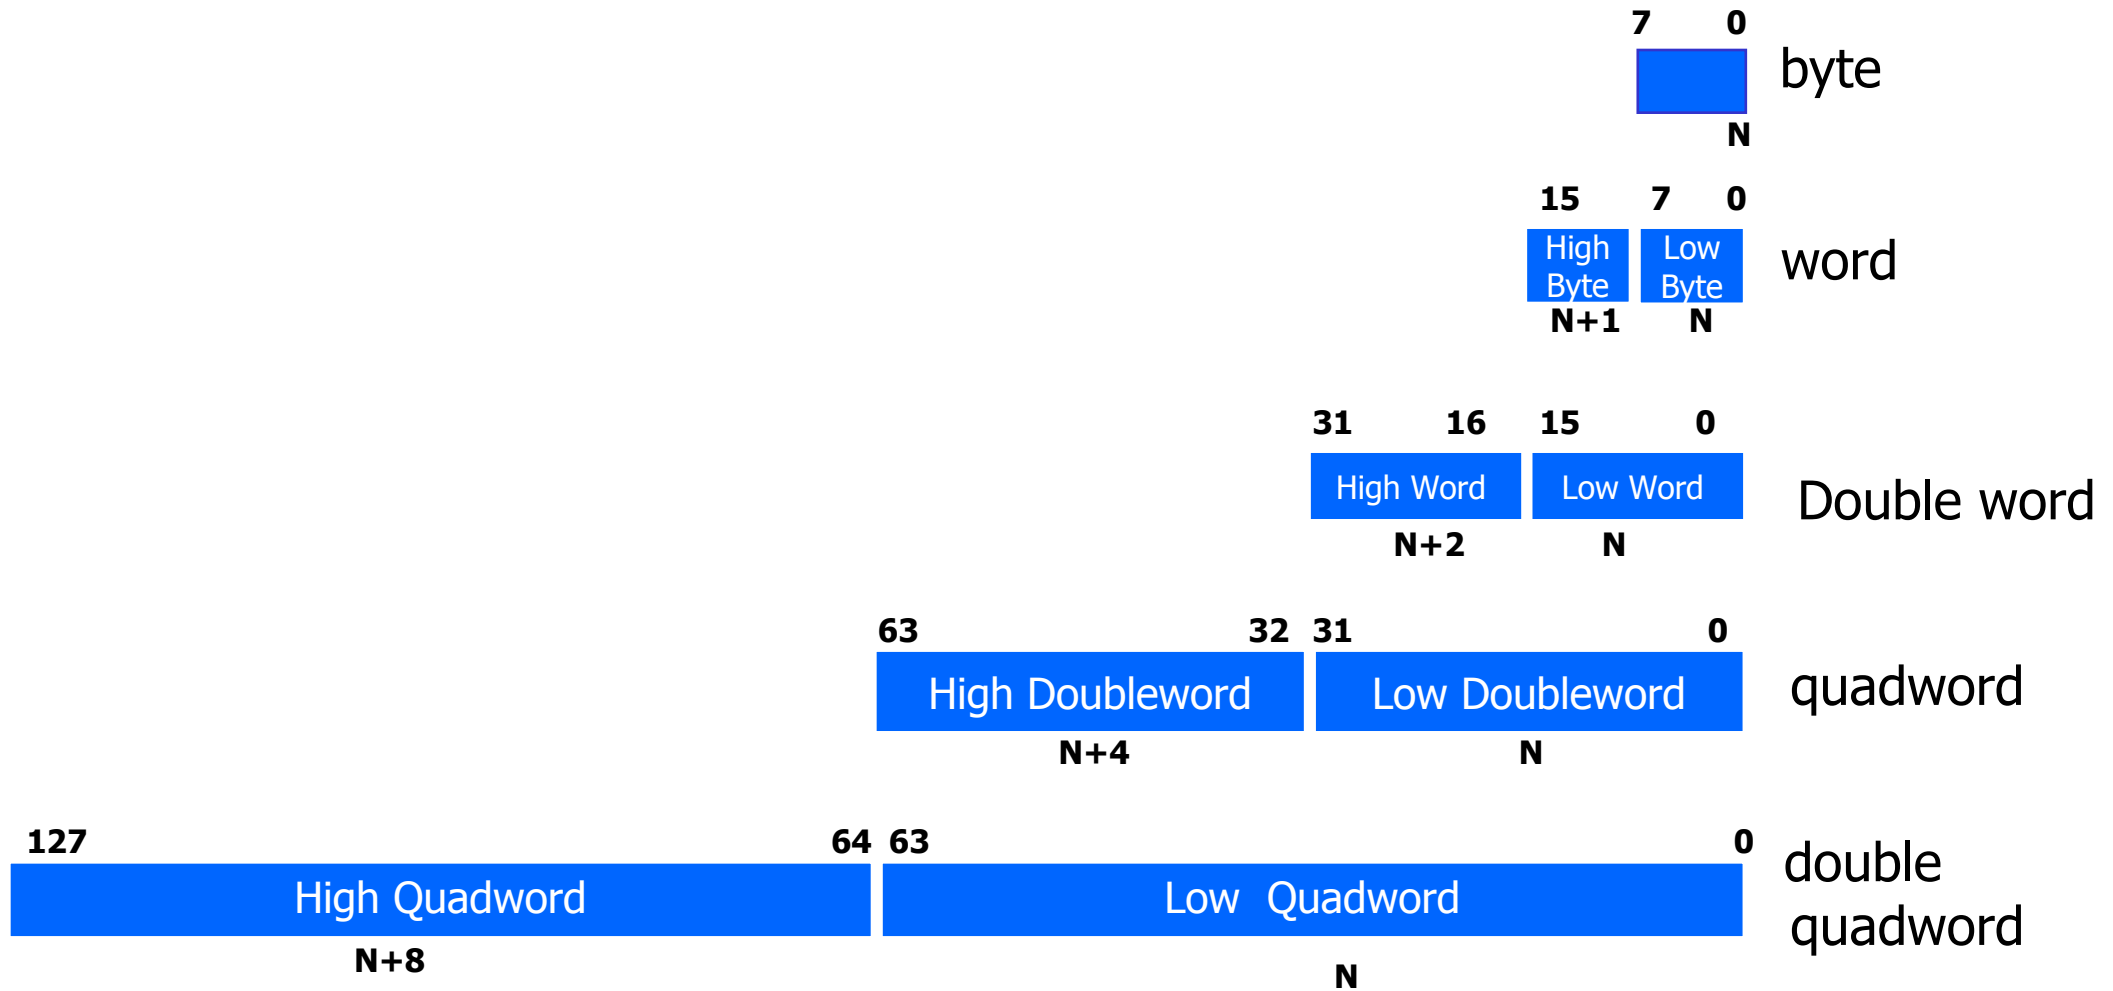 7 0
byte
N
15 7 0
High Byte Low Byte
word
N+1 N
31 16 15 0
High Word Low Word
Double word
N+2 N
63 32 31 0
High Doubleword Low Doubleword
quadword
N+4 N
127 64 63 0
High Quadword Low Quadword
double
quadword
N+8
N